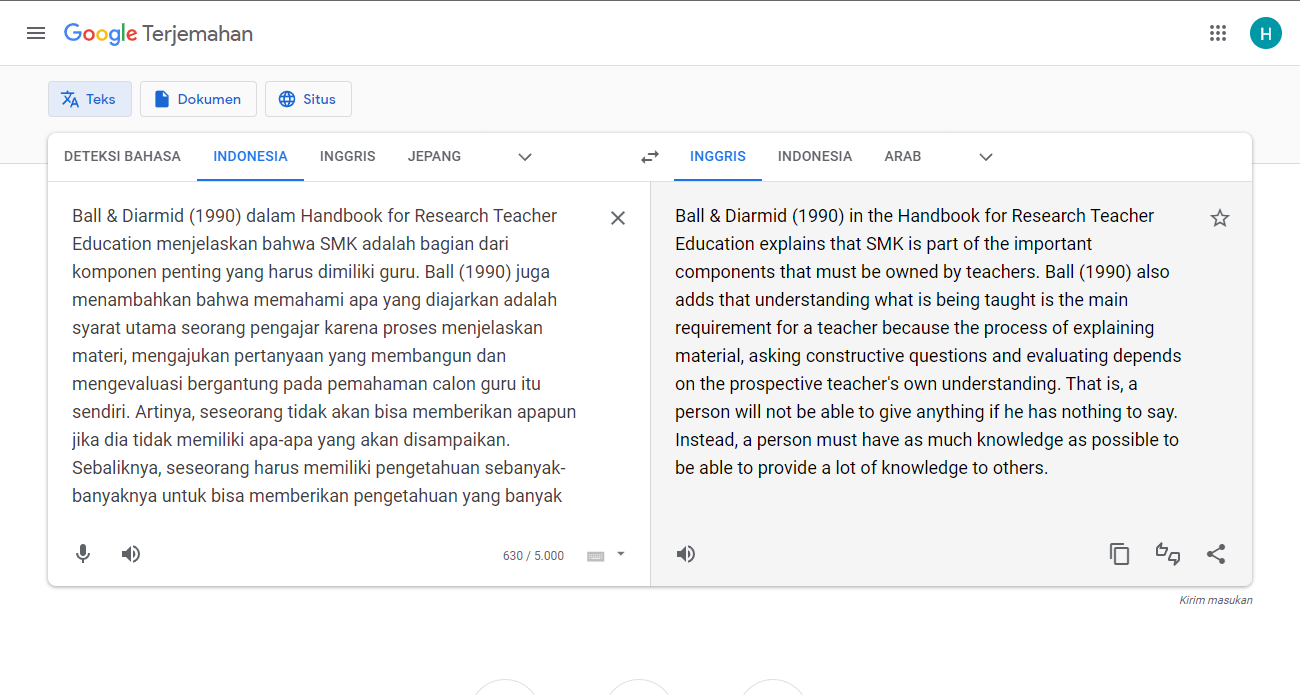 Google Terjemahan
H
Teks
Dokumen
Situs
DETEKSI BAHASA
INDONESIA
INGGRIS
JEPANG
INGGRIS
INDONESIA
ARAB
Ball & Diarmid (1990) dalam Handbook for Research Teacher
Education menjelaskan bahwa SMK adalah bagian dari
komponen penting yang harus dimiliki guru. Ball (1990) juga
menambahkan bahwa memahami apa yang diajarkan adalah
syarat utama seorang pengajar karena proses menjelaskan
materi, mengajukan pertanyaan yang membangun dan
mengevaluasi bergantung pada pemahaman calon guru itu
sendiri. Artinya, seseorang tidak akan bisa memberikan apapun
jika dia tidak memiliki apa-apa yang akan disampaikan.
Sebaliknya, seseorang harus memiliki pengetahuan sebanyak-
banyaknya untuk bisa memberikan pengetahuan yang banyak
630 / 5.000
Ball & Diarmid (1990) in the Handbook for Research Teacher
Education explains that SMK is part of the important
components that must be owned by teachers. Ball (1990) also
adds that understanding what is being taught is the main
requirement for a teacher because the process of explaining
material, asking constructive questions and evaluating depends
on the prospective teacher's own understanding. That is, a
person will not be able to give anything if he has nothing to say.
Instead, a person must have as much knowledge as possible to
be able to provide a lot of knowledge to others.
Kirim masukan